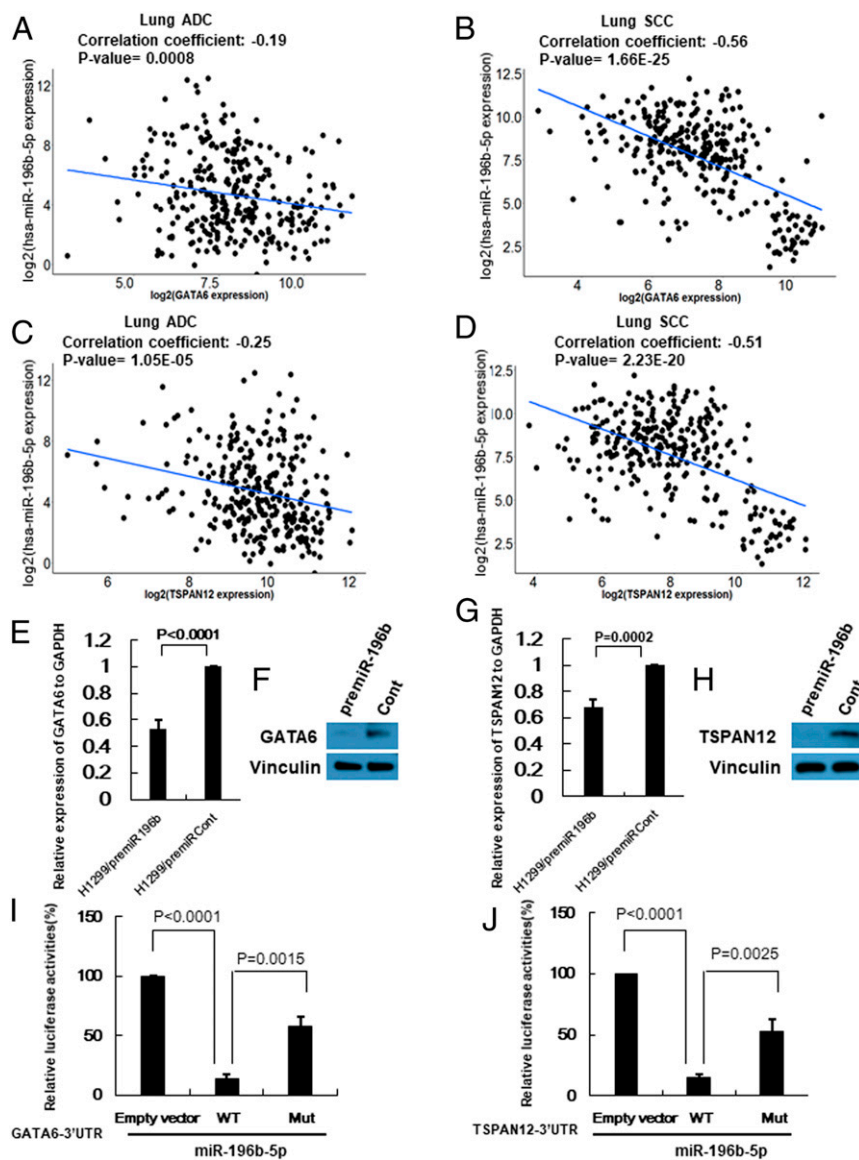 A
Lung ADC
Correlation coefficient: -0.19
P-value= 0.0008
log2(hsa-miR-196b-5p expression)
12
8
4
0
5.0 7.5 10.0
log2(GATA6 expression)
B
Lung SCC
Correlation coefficient: -0.56
P-value= 1.66E-25
log2(hsa-miR-196b-5p expression)
12.5
10.0
7.5
5.0
2.5
4 6 8 10
log2(GATA6 expression)
C
Lung ADC
Correlation coefficient: -0.25
P-value= 1.05E-05
log2(hsa-miR-196b-5p expression)
12
8
4
0
6 8 10 12
log2(TSPAN12 expression)
D
Lung SCC
Correlation coefficient: -0.51
P-value= 2.23E-20
log2(hsa-miR-196b-5p expression)
12.5
10.0
7.5
5.0
2.5
4 6 8 10 12
log2(TSPAN12 expression)
E
P<0.0001
Relative expression of GATA6 to GAPDH
1.2
1
0.8
0.6
0.4
0.2
0
H1299/premiR196b
H1299/premiRCont
F
premiR-196b
Cont
GATA6
Vinculin
G
P=0.0002
Relative expression of TSPAN12 to GAPDH
1.2
1
0.8
0.6
0.4
0.2
0
H1299/premiR196b
H1299/premiRCont
H
premiR-196b
Cont
TSPAN12
Vinculin
I
Relative luciferase activities(%)
150
100
50
0
P<0.0001
P=0.0015
Empty vector WT Mut
GATA6-3'UTR
miR-196b-5p
J
Relative luciferase activities(%)
150
100
50
0
P<0.0001
P=0.0025
Empty vector WT Mut
TSPAN12-3'UTR
miR-196b-5p